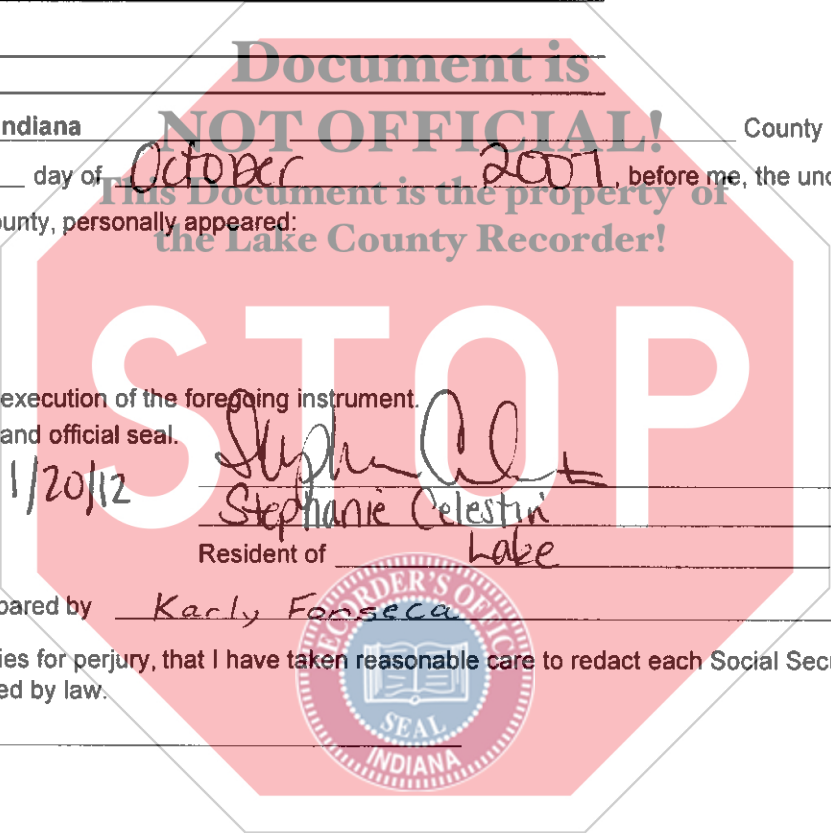 Document is
NOT OFFICIAL!
ndiana County
day of October 2007, before me, the und
This Document is the property of
ounty, personally appeared:
the Lake County Recorder!
STOP
execution of the foregoing instrument.
and official seal.
1/20/12
Stephanie Celestin
Resident of Lake
pared by Karly Fonseca
ies for perjury, that I have taken reasonable care to redact each Social Secu
ed by law.
RECORDER'S OFFICE
SEAL
INDIANA